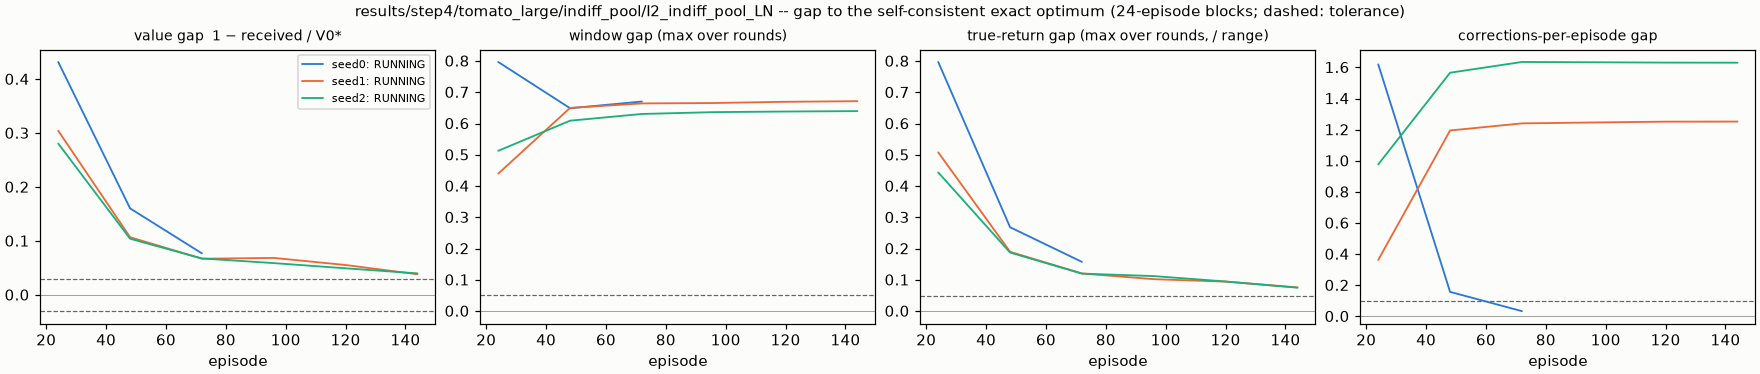 results/step4/tomato_large/indiff_pool/l2_indiff_pool_LN -- gap to the self-consistent exact optimum (24-episode blocks; dashed: tolerance)
value gap 1 − received / V0*
0.4
0.3
0.2
0.1
0.0
seed0: RUNNING
seed1: RUNNING
seed2: RUNNING
20 40 60 80 100 120 140
episode
window gap (max over rounds)
0.8
0.7
0.6
0.5
0.4
0.3
0.2
0.1
0.0
20 40 60 80 100 120 140
episode
true-return gap (max over rounds, / range)
0.8
0.7
0.6
0.5
0.4
0.3
0.2
0.1
0.0
20 40 60 80 100 120 140
episode
corrections-per-episode gap
1.6
1.4
1.2
1.0
0.8
0.6
0.4
0.2
0.0
20 40 60 80 100 120 140
episode